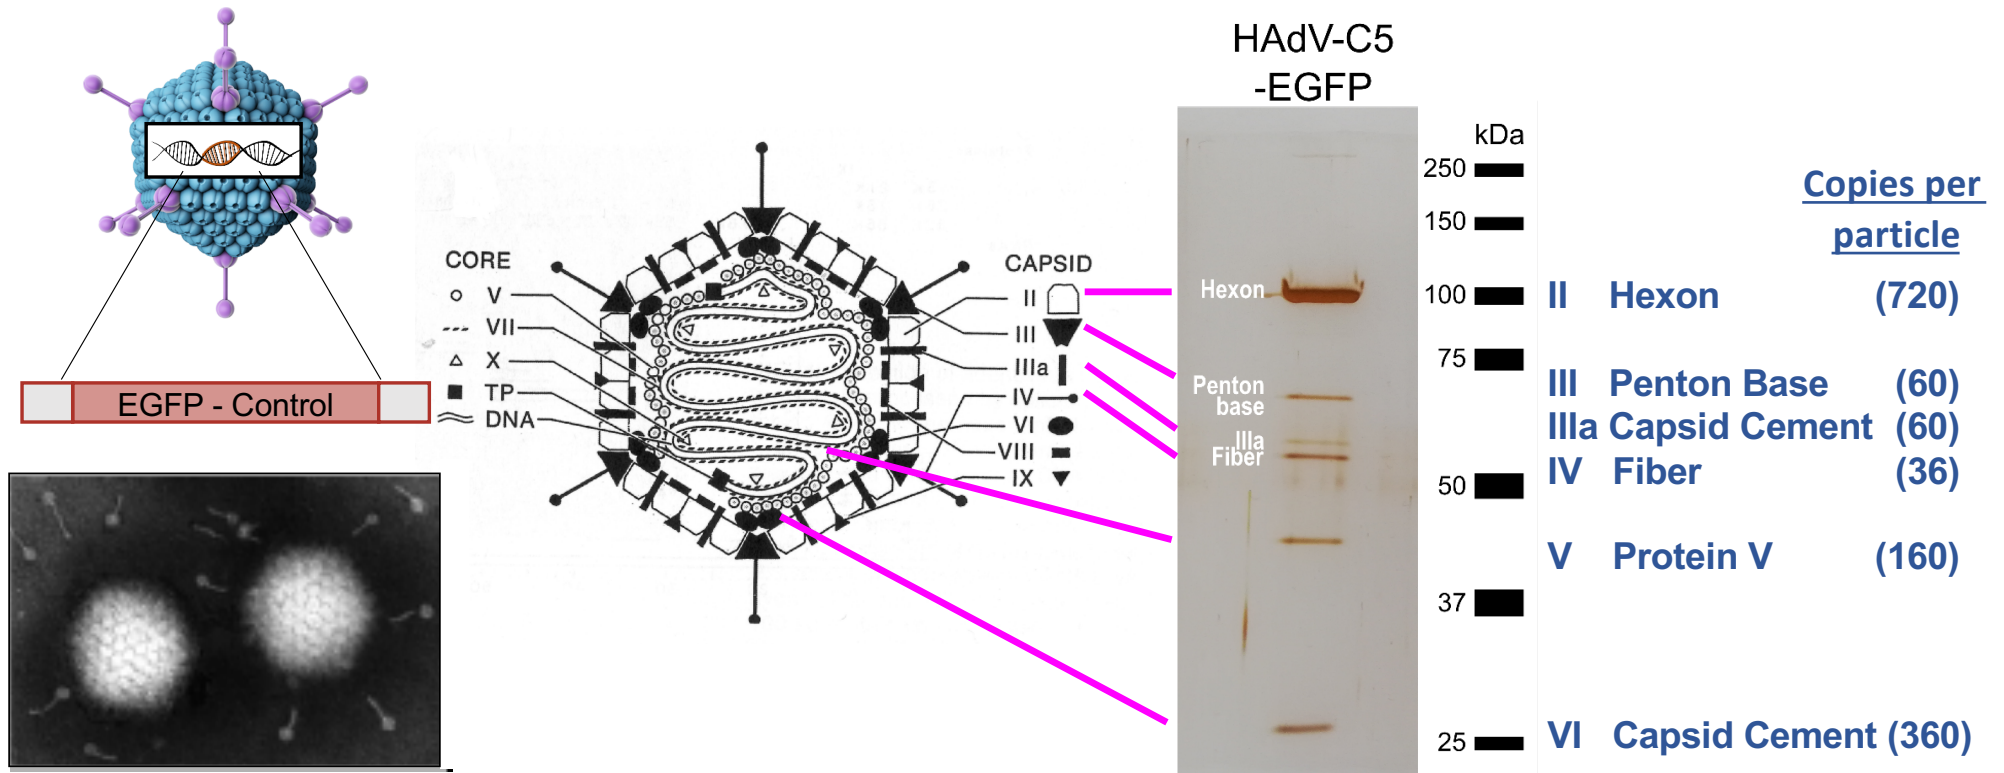 HAdV-C5
-EGFP
kDa
250
150
100
75
50
37
25
Hexon
Penton
base
IIIa
Fiber
Copies per
particle
II Hexon (720)
III Penton Base (60)
IIIa Capsid Cement (60)
IV Fiber (36)
V Protein V (160)
VI Capsid Cement (360)
CORE
V
VII
X
TP
DNA
CAPSID
II
III
IIIa
IV
VI
VIII
IX
EGFP - Control